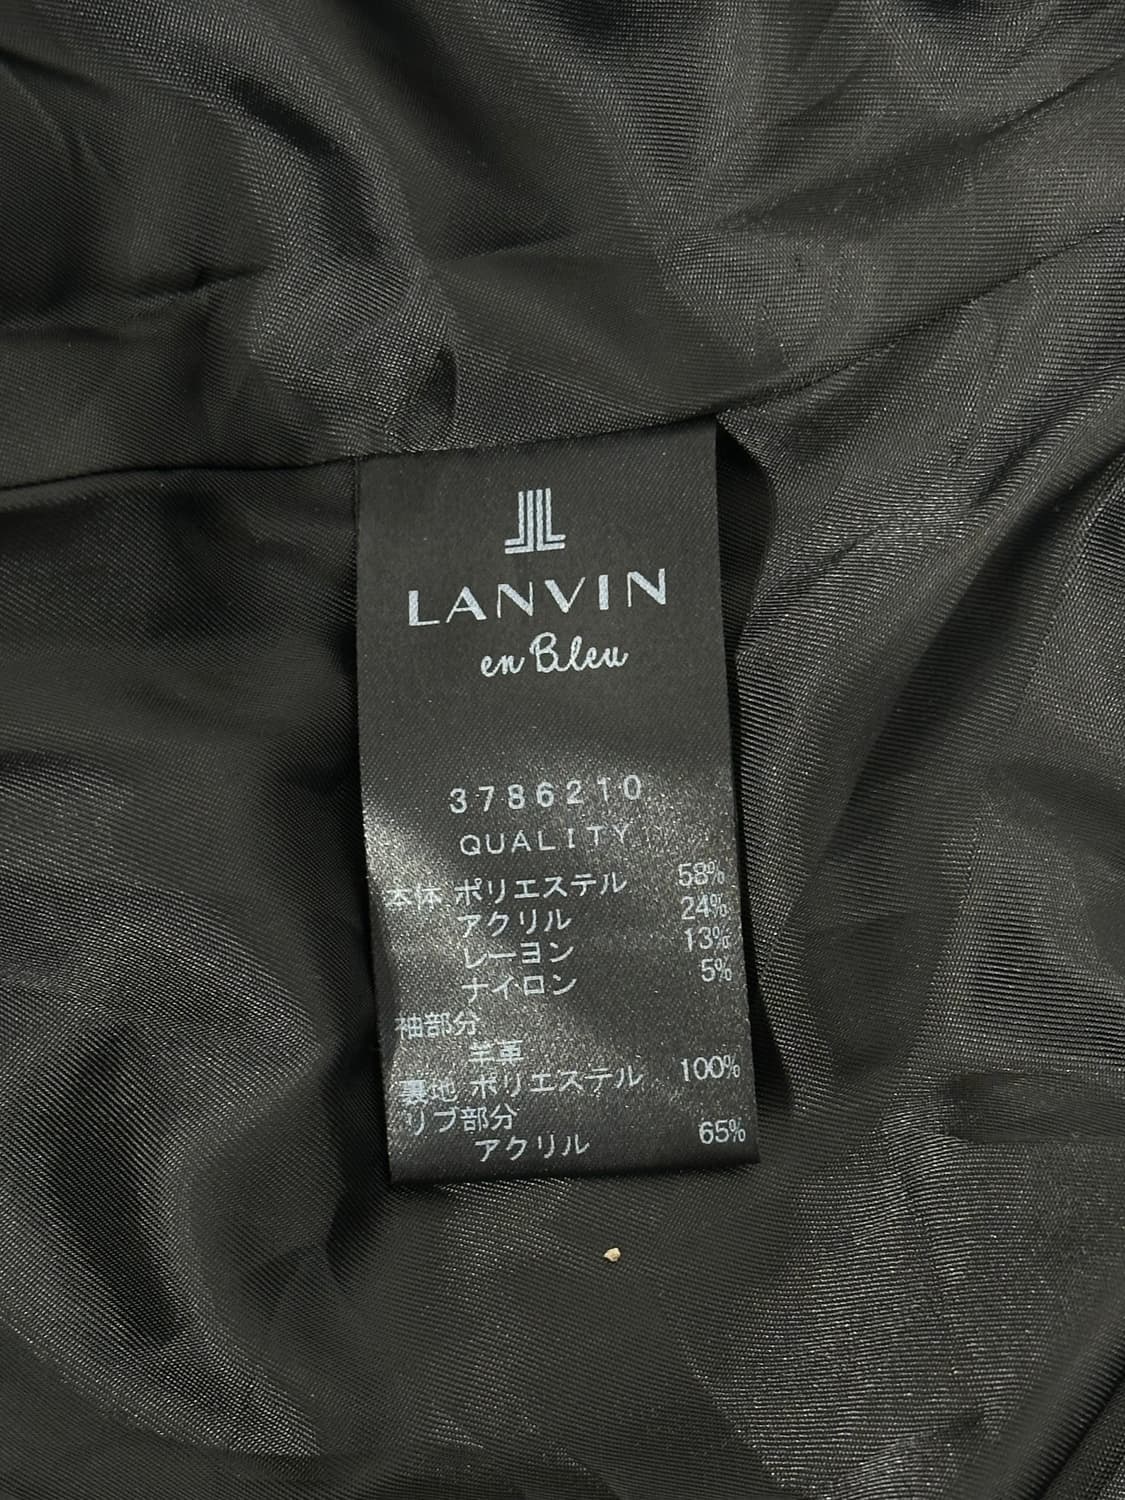 LANVIN
en Bleu
3786210
QUALITY
本体 ポリエステル 58%
アクリル 24%
レーヨン 13%
ナイロン 5%
袖部分
羊革
裏地 ポリエステル 100%
リブ部分
アクリル 65%